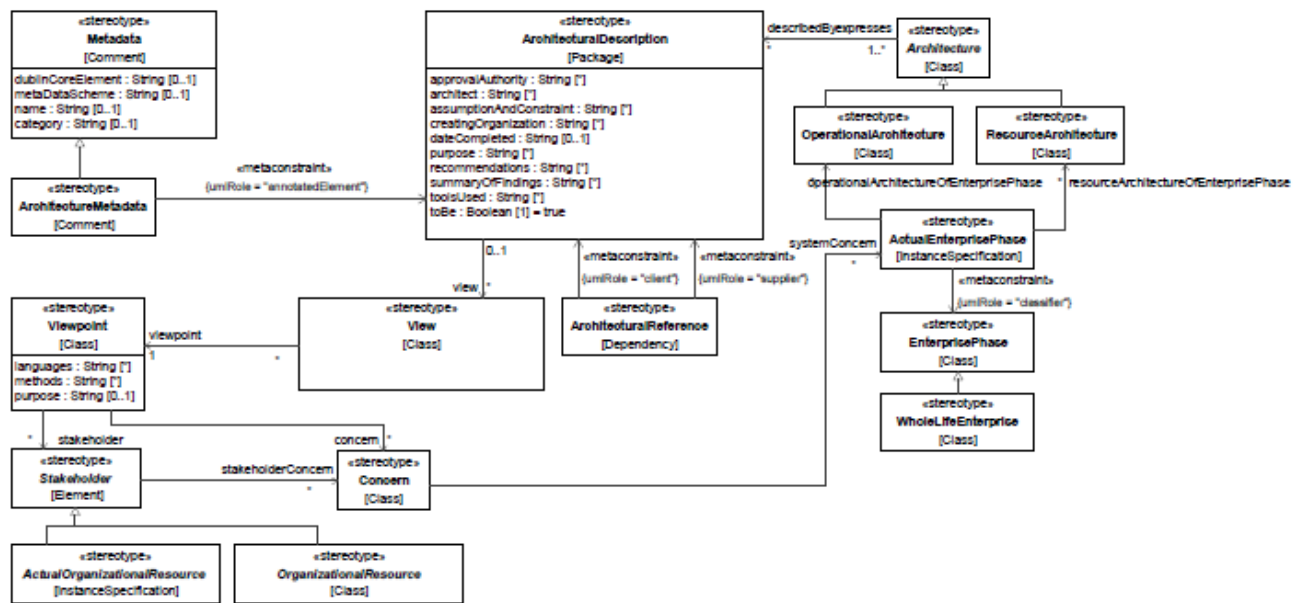 «stereotype»
Metadata
[Comment]
dublinCoreElement : String [0..1]
metaDataScheme : String [0..1]
name : String [0..1]
category : String [0..1]
«stereotype»
ArchitectureMetadata
[Comment]
«metaconstraint»
{umlRole = "annotatedElement"}
«stereotype»
ArchitecturalDescription
[Package]
approvalAuthority : String [*]
architect : String [*]
assumptionAndConstraint : String [*]
creatingOrganization : String [*]
dateCompleted : String [0..1]
purpose : String [*]
recommendations : String [*]
summaryOfFindings : String [*]
toolsUsed : String [*]
toBe : Boolean [1] = true
describedByexpresses
* 1..*
«stereotype»
Architecture
[Class]
«stereotype»
OperationalArchitecture
[Class]
«stereotype»
ResourceArchitecture
[Class]
operationalArchitectureOfEnterprisePhase
* resourceArchitectureOfEnterprisePhase
«stereotype»
ActualEnterprisePhase
[InstanceSpecification]
systemConcern
*
«metaconstraint»
{umlRole = "classifier"}
«stereotype»
EnterprisePhase
[Class]
«stereotype»
WholeLifeEnterprise
[Class]
0..1
view *
«metaconstraint»
{umlRole = "client"}
«metaconstraint»
{umlRole = "supplier"}
«stereotype»
ArchitecturalReference
[Dependency]
«stereotype»
View
[Class]
viewpoint
1 *
«stereotype»
Viewpoint
[Class]
languages : String [*]
methods : String [*]
purpose : String [0..1]
* stakeholder
concern *
«stereotype»
Stakeholder
[Element]
stakeholderConcern
*
«stereotype»
Concern
[Class]
«stereotype»
ActualOrganizationalResource
[InstanceSpecification]
«stereotype»
OrganizationalResource
[Class]